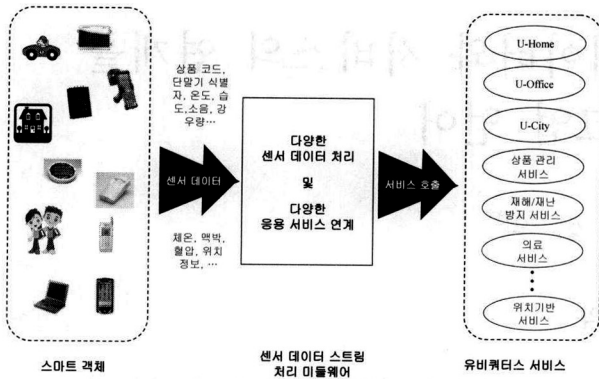 상품 코드,
단말기 식별
자, 온도, 습
도,소음, 강
우량…
센서 데이터
체온, 맥박,
혈압, 위치
정보, …
다양한
센서 데이터 처리
및
다양한
응용 서비스 연계
서비스 호출
U-Home
U-Office
U-City
상품 관리
서비스
재해/재난
방지 서비스
의료
서비스
위치기반
서비스
스마트 객체
센서 데이터 스트림
처리 미들웨어
유비쿼터스 서비스